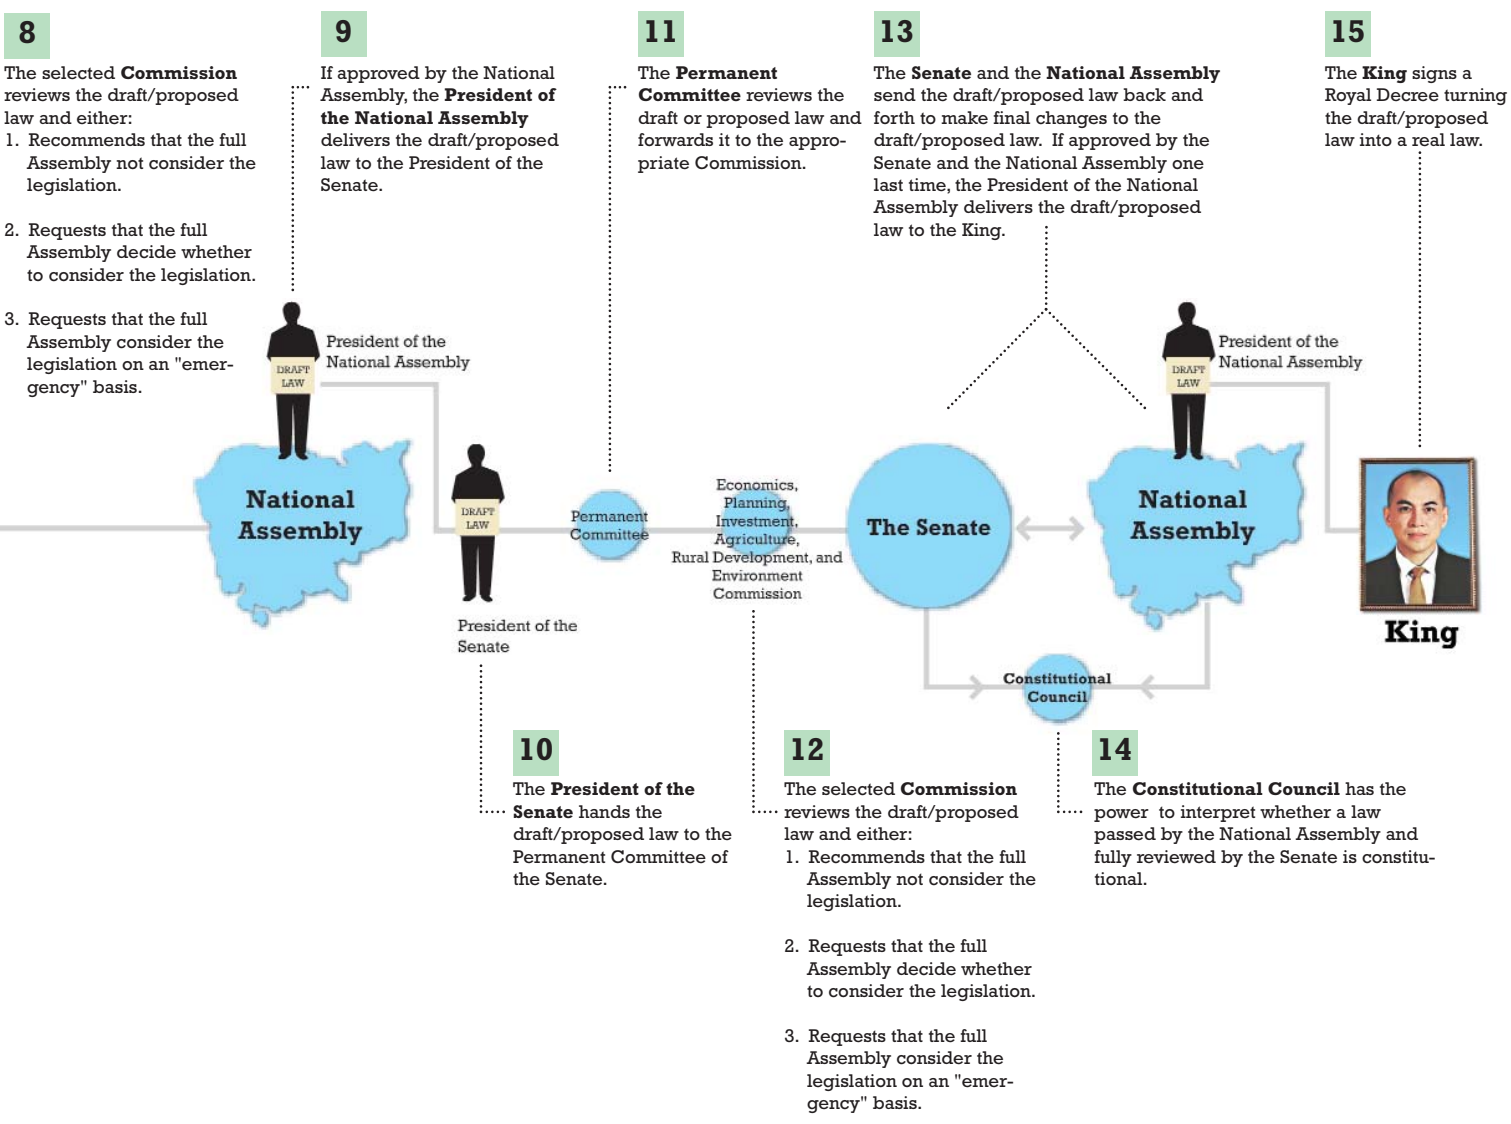 8
The selected Commission
reviews the draft/proposed
law and either:
1. Recommends that the full
Assembly not consider the
legislation.
2. Requests that the full
Assembly decide whether
to consider the legislation.
3. Requests that the full
Assembly consider the
legislation on an "emer-
gency" basis.
9
If approved by the National
Assembly, the President of
the National Assembly
delivers the draft/proposed
law to the President of the
Senate.
11
The Permanent
Committee reviews the
draft or proposed law and
forwards it to the appro-
priate Commission.
13
The Senate and the National Assembly
send the draft/proposed law back and
forth to make final changes to the
draft/proposed law.  If approved by the
Senate and the National Assembly one
last time, the President of the National
Assembly delivers the draft/proposed
law to the King.
15
The King signs a
Royal Decree turning
the draft/proposed
law into a real law.
President of the
National Assembly
DRAFT
LAW
National
Assembly
DRAFT
LAW
President of the
Senate
Permanent
Committee
Economics,
Planning,
Investment,
Agriculture,
Rural Development, and
Environment
Commission
The Senate
President of the
National Assembly
DRAFT
LAW
National
Assembly
King
Constitutional
Council
10
The President of the
Senate hands the
draft/proposed law to the
Permanent Committee of
the Senate.
12
The selected Commission
reviews the draft/proposed
law and either:
1. Recommends that the full
Assembly not consider the
legislation.
2. Requests that the full
Assembly decide whether
to consider the legislation.
3. Requests that the full
Assembly consider the
legislation on an "emer-
gency" basis.
14
The Constitutional Council has the
power  to interpret whether a law
passed by the National Assembly and
fully reviewed by the Senate is constitu-
tional.